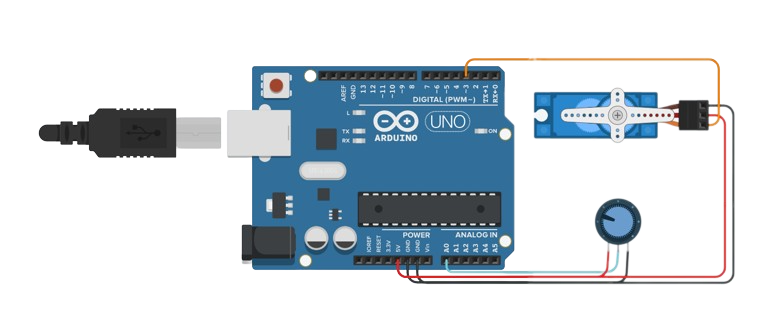 AREF
GND
13
12
~11
~10
~9
8
7
~6
~5
4
~3
2
TX→1
RX←0
DIGITAL (PWM~)
L
TX
RX
ARDUINO
UNO
ON
POWER
ANALOG IN
IOREF
RESET
3.3V
5V
GND
GND
Vin
A0
A1
A2
A3
A4
A5